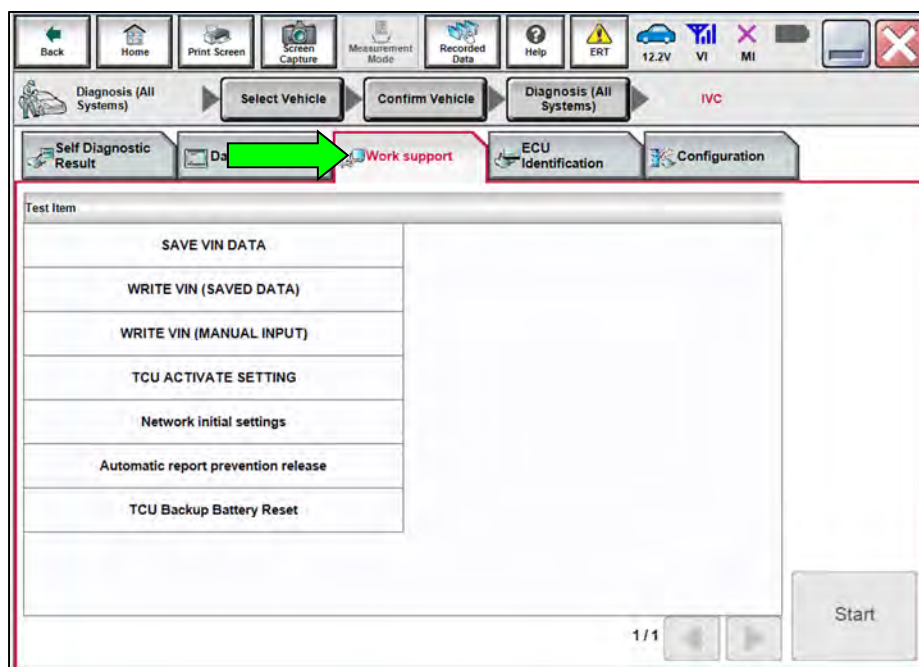 Back
Home
Print Screen
Screen
Capture
Measurement
Mode
Recorded
Data
Help
ERT
12.2V
VI
MI
Diagnosis (All
Systems)
Select Vehicle
Confirm Vehicle
Diagnosis (All
Systems)
IVC
Self Diagnostic
Result
Da
Work support
ECU
Identification
Configuration
Test Item
SAVE VIN DATA
WRITE VIN (SAVED DATA)
WRITE VIN (MANUAL INPUT)
TCU ACTIVATE SETTING
Network initial settings
Automatic report prevention release
TCU Backup Battery Reset
1/1
Start